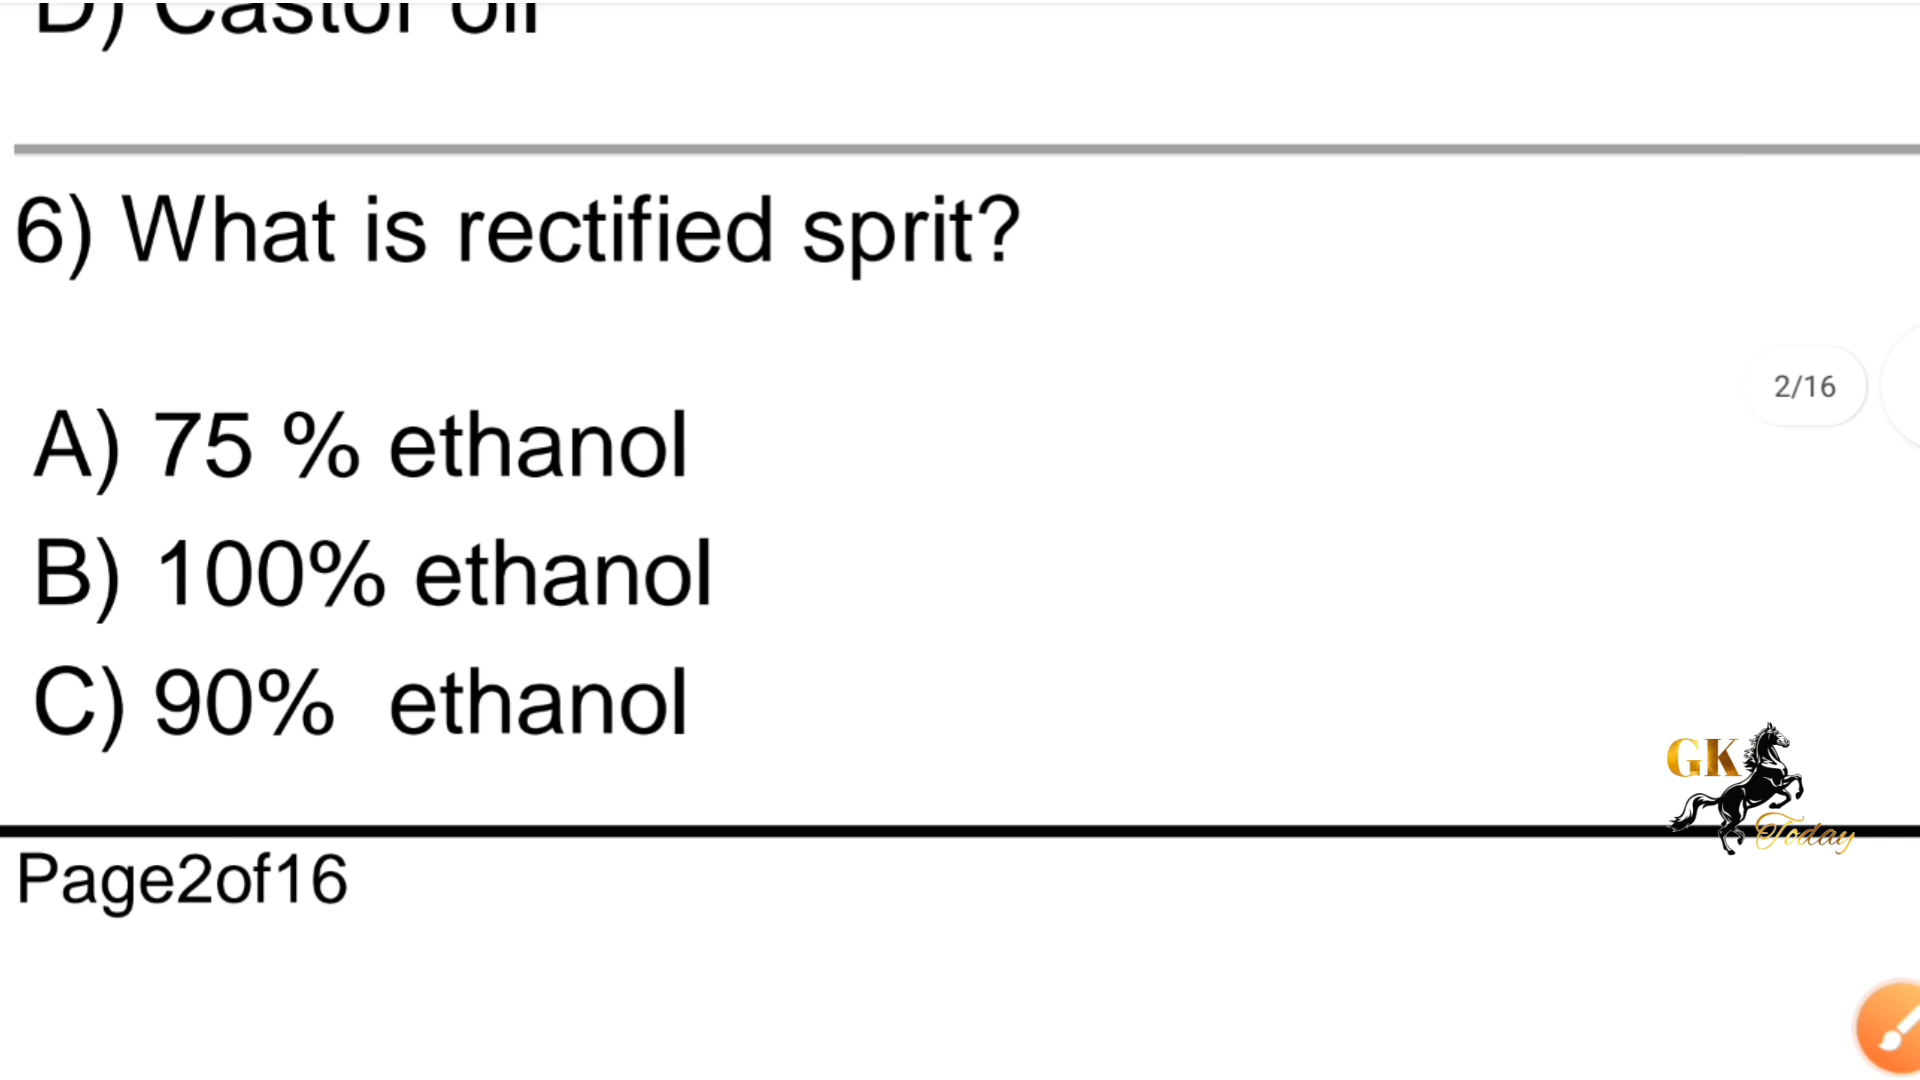 D) Castor oil
6) What is rectified sprit?
2/16
A) 75 % ethanol
B) 100% ethanol
C) 90% ethanol
GK
Today
Page2of16